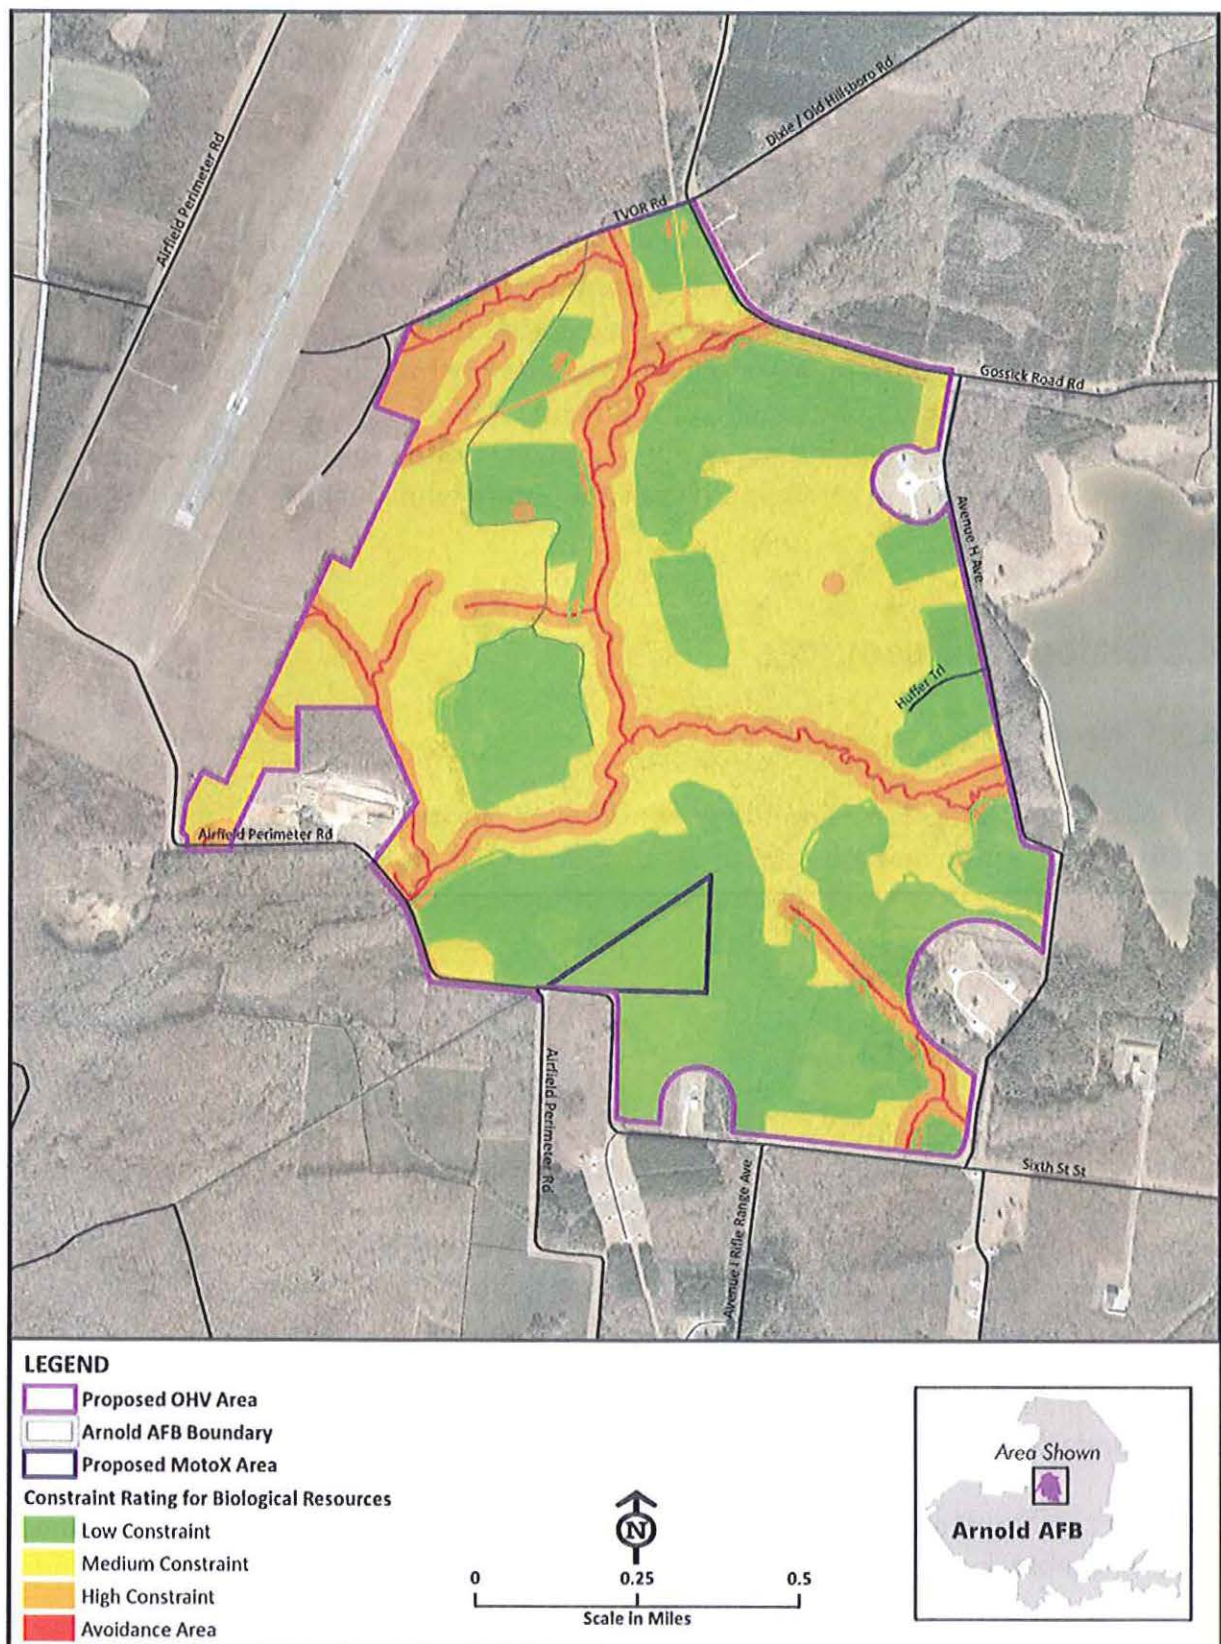 Dixie / Old Hillsboro Rd
Airfield Perimeter Rd
TVOR Rd
Gossick Road Rd
Avenue H Ave
Huffer Trl
Airfield Perimeter Rd
Airfield Perimeter Rd
Avenue I Rifle Range Ave
Sixth St St
LEGEND
Proposed OHV Area
Arnold AFB Boundary
Proposed MotoX Area
Constraint Rating for Biological Resources
Low Constraint
Medium Constraint
High Constraint
Avoidance Area
N
0 0.25 0.5
Scale in Miles
Area Shown
Arnold AFB